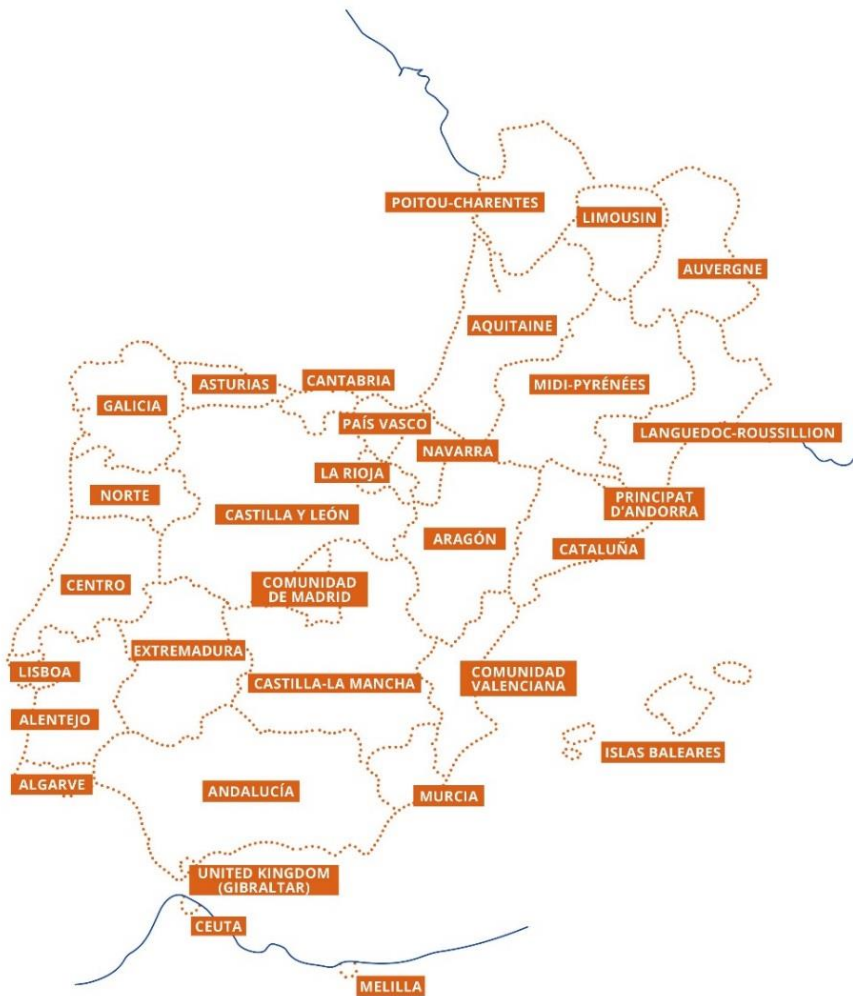 POITOU-CHARENTES
LIMOUSIN
AUVERGNE
AQUITAINE
ASTURIAS
CANTABRIA
MIDI-PYRÉNÉES
GALICIA
PAÍS VASCO
LANGUEDOC-ROUSSILLION
NAVARRA
LA RIOJA
NORTE
PRINCIPAT
D'ANDORRA
CASTILLA Y LEÓN
ARAGÓN
CATALUÑA
CENTRO
COMUNIDAD
DE MADRID
EXTREMADURA
LISBOA
CASTILLA-LA MANCHA
COMUNIDAD
VALENCIANA
ALENTEJO
ISLAS BALEARES
ALGARVE
ANDALUCÍA
MURCIA
UNITED KINGDOM
(GIBRALTAR)
CEUTA
MELILLA